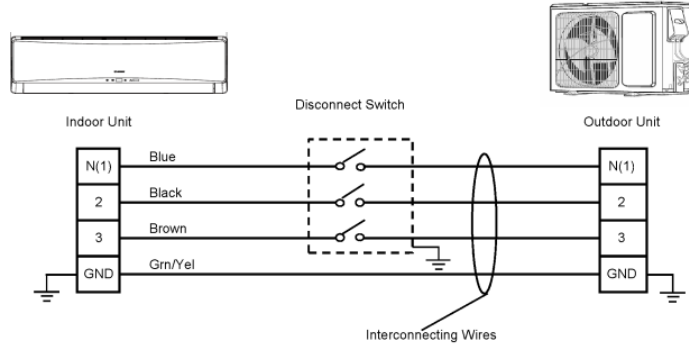 Disconnect Switch
Indoor Unit
Outdoor Unit
N(1) Blue N(1)
2 Black 2
3 Brown 3
GND Grn/Yel GND
Interconnecting Wires